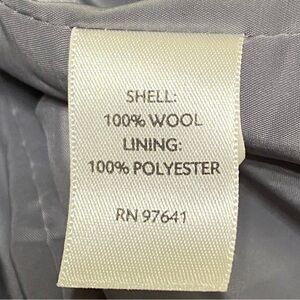 SHELL:
100% WOOL
LINING:
100% POLYESTER
RN 97641